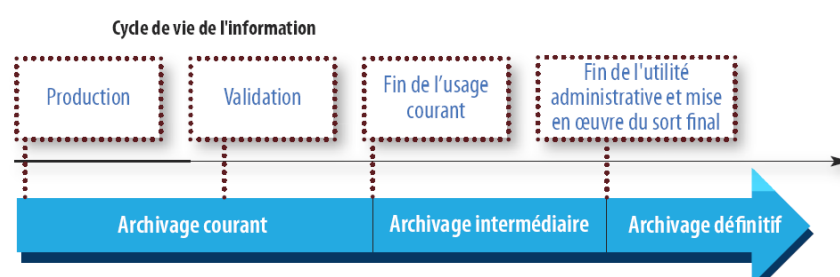 Cycle de vie de l'information
Production
Validation
Fin de l’usage
courant
Fin de l'utilité
administrative et mise
en œuvre du sort final
Archivage courant
Archivage intermédiaire
Archivage définitif